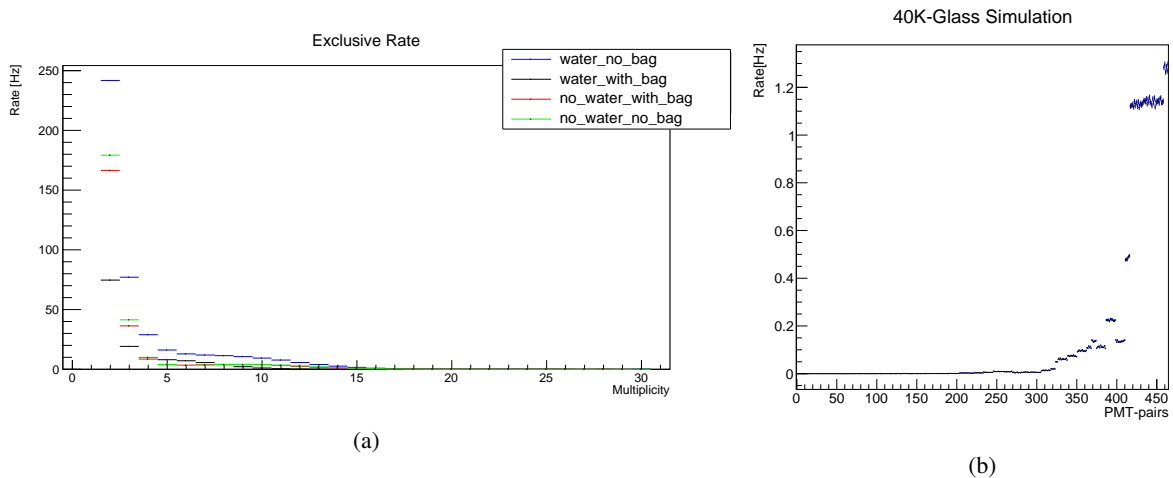 Exclusive Rate
Rate [Hz]
250
200
150
100
50
0
0 5 10 15 20 25 30
Multiplicity
water_no_bag
water_with_bag
no_water_with_bag
no_water_no_bag
(a)
40K-Glass Simulation
Rate[Hz]
1.2
1
0.8
0.6
0.4
0.2
0
0 50 100 150 200 250 300 350 400 450
PMT-pairs
(b)